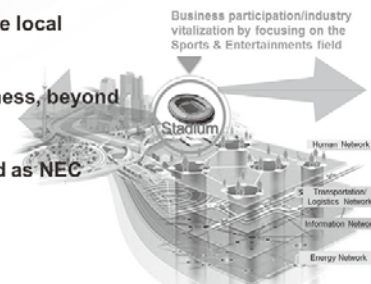 e local
ness, beyond
d as NEC
Business participation/industry
vitalization by focusing on the
Sports & Entertainments field
Stadium
Human Network
Transportation/
Logistics Network
Information Networ
Energy Network